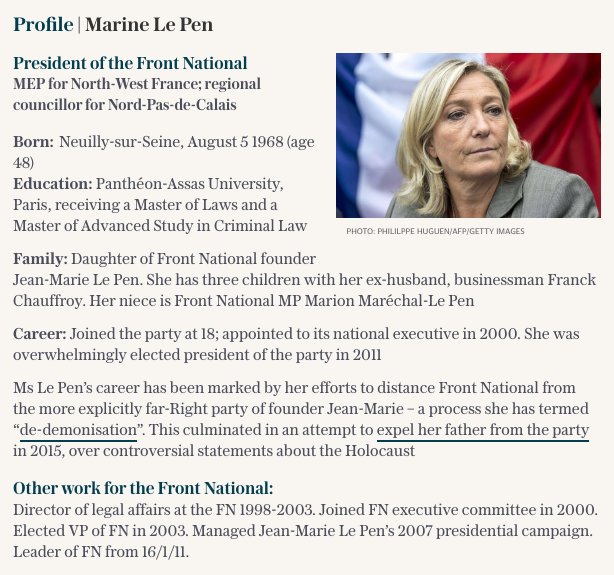 Profile | Marine Le Pen
President of the Front National
MEP for North-West France; regional
councillor for Nord-Pas-de-Calais
Born: Neuilly-sur-Seine, August 5 1968 (age
48)
Education: Panthéon-Assas University,
Paris, receiving a Master of Laws and a
Master of Advanced Study in Criminal Law
PHOTO: PHILILPPE HUGUEN/AFP/GETTY IMAGES
Family: Daughter of Front National founder
Jean-Marie Le Pen. She has three children with her ex-husband, businessman Franck
Chauffroy. Her niece is Front National MP Marion Maréchal-Le Pen
Career: Joined the party at 18; appointed to its national executive in 2000. She was
overwhelmingly elected president of the party in 2011
Ms Le Pen's career has been marked by her efforts to distance Front National from
the more explicitly far-Right party of founder Jean-Marie – a process she has termed
“de-demonisation”. This culminated in an attempt to expel her father from the party
in 2015, over controversial statements about the Holocaust
Other work for the Front National:
Director of legal affairs at the FN 1998-2003. Joined FN executive committee in 2000.
Elected VP of FN in 2003. Managed Jean-Marie Le Pen's 2007 presidential campaign.
Leader of FN from 16/1/11.